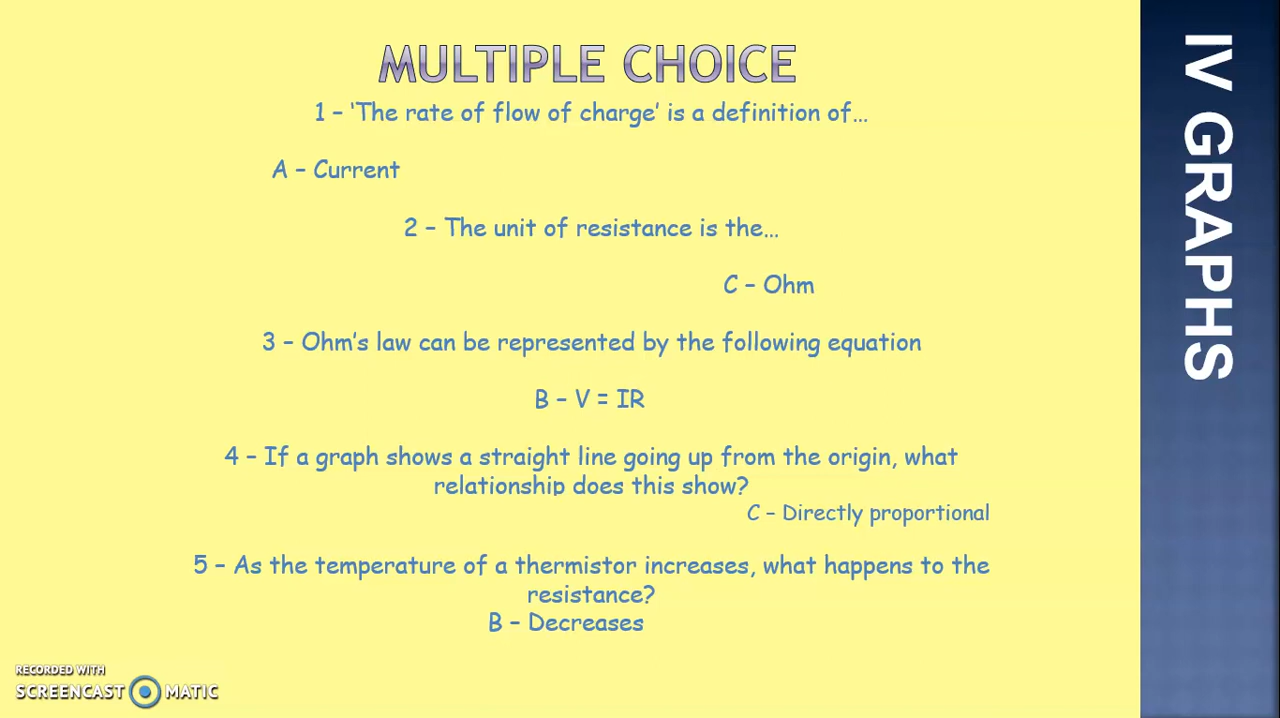 MULTIPLE CHOICE
1 – ‘The rate of flow of charge’ is a definition of…
A – Current
2 – The unit of resistance is the…
C – Ohm
3 – Ohm’s law can be represented by the following equation
B – V = IR
4 – If a graph shows a straight line going up from the origin, what
relationship does this show?
C – Directly proportional
5 – As the temperature of a thermistor increases, what happens to the
resistance?
B – Decreases
IV GRAPHS
RECORDED WITH
SCREENCAST MATIC